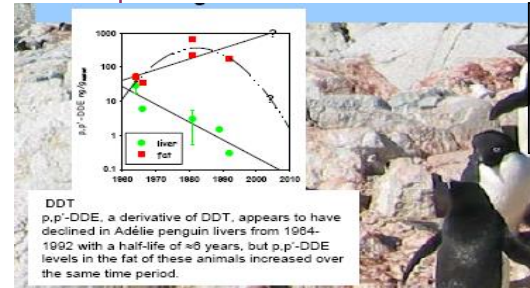 1000
?
100
10
?
1
liver
fat
0.1
1960 1970 1980 1990 2000 2010
DDT
p,p'-DDE, a derivative of DDT, appears to have
declined in Adélie penguin livers from 1964-
1992 with a half-life of ≈6 years, but p,p'-DDE
levels in the fat of these animals increased over
the same time period.